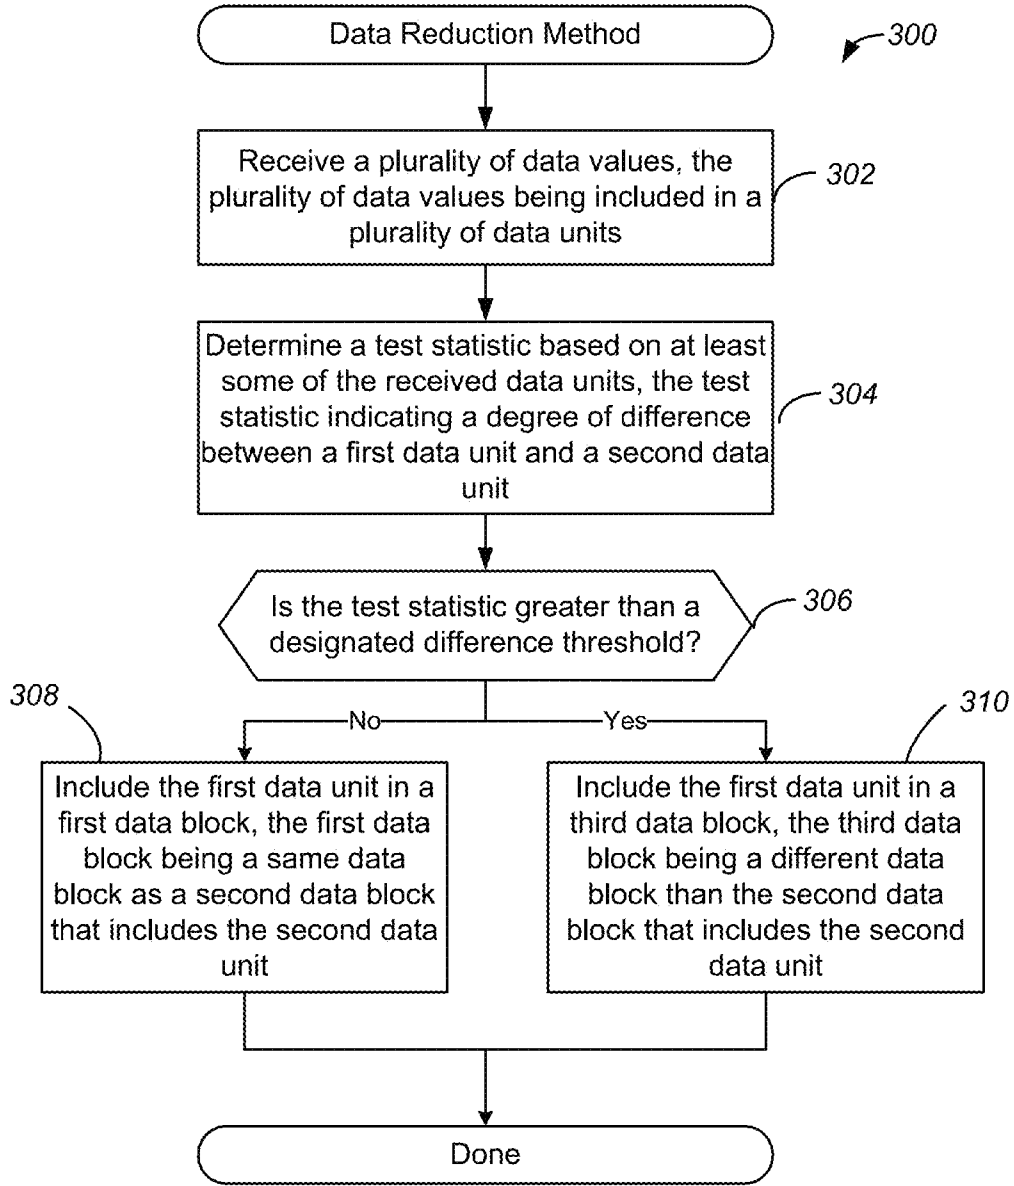 Data Reduction Method
300
Receive a plurality of data values, the
plurality of data values being included in a
plurality of data units
302
Determine a test statistic based on at least
some of the received data units, the test
statistic indicating a degree of difference
between a first data unit and a second data
unit
304
Is the test statistic greater than a
designated difference threshold?
306
No
Yes
308
Include the first data unit in a
first data block, the first data
block being a same data
block as a second data block
that includes the second data
unit
310
Include the first data unit in a
third data block, the third data
block being a different data
block than the second data
block that includes the second
data unit
Done